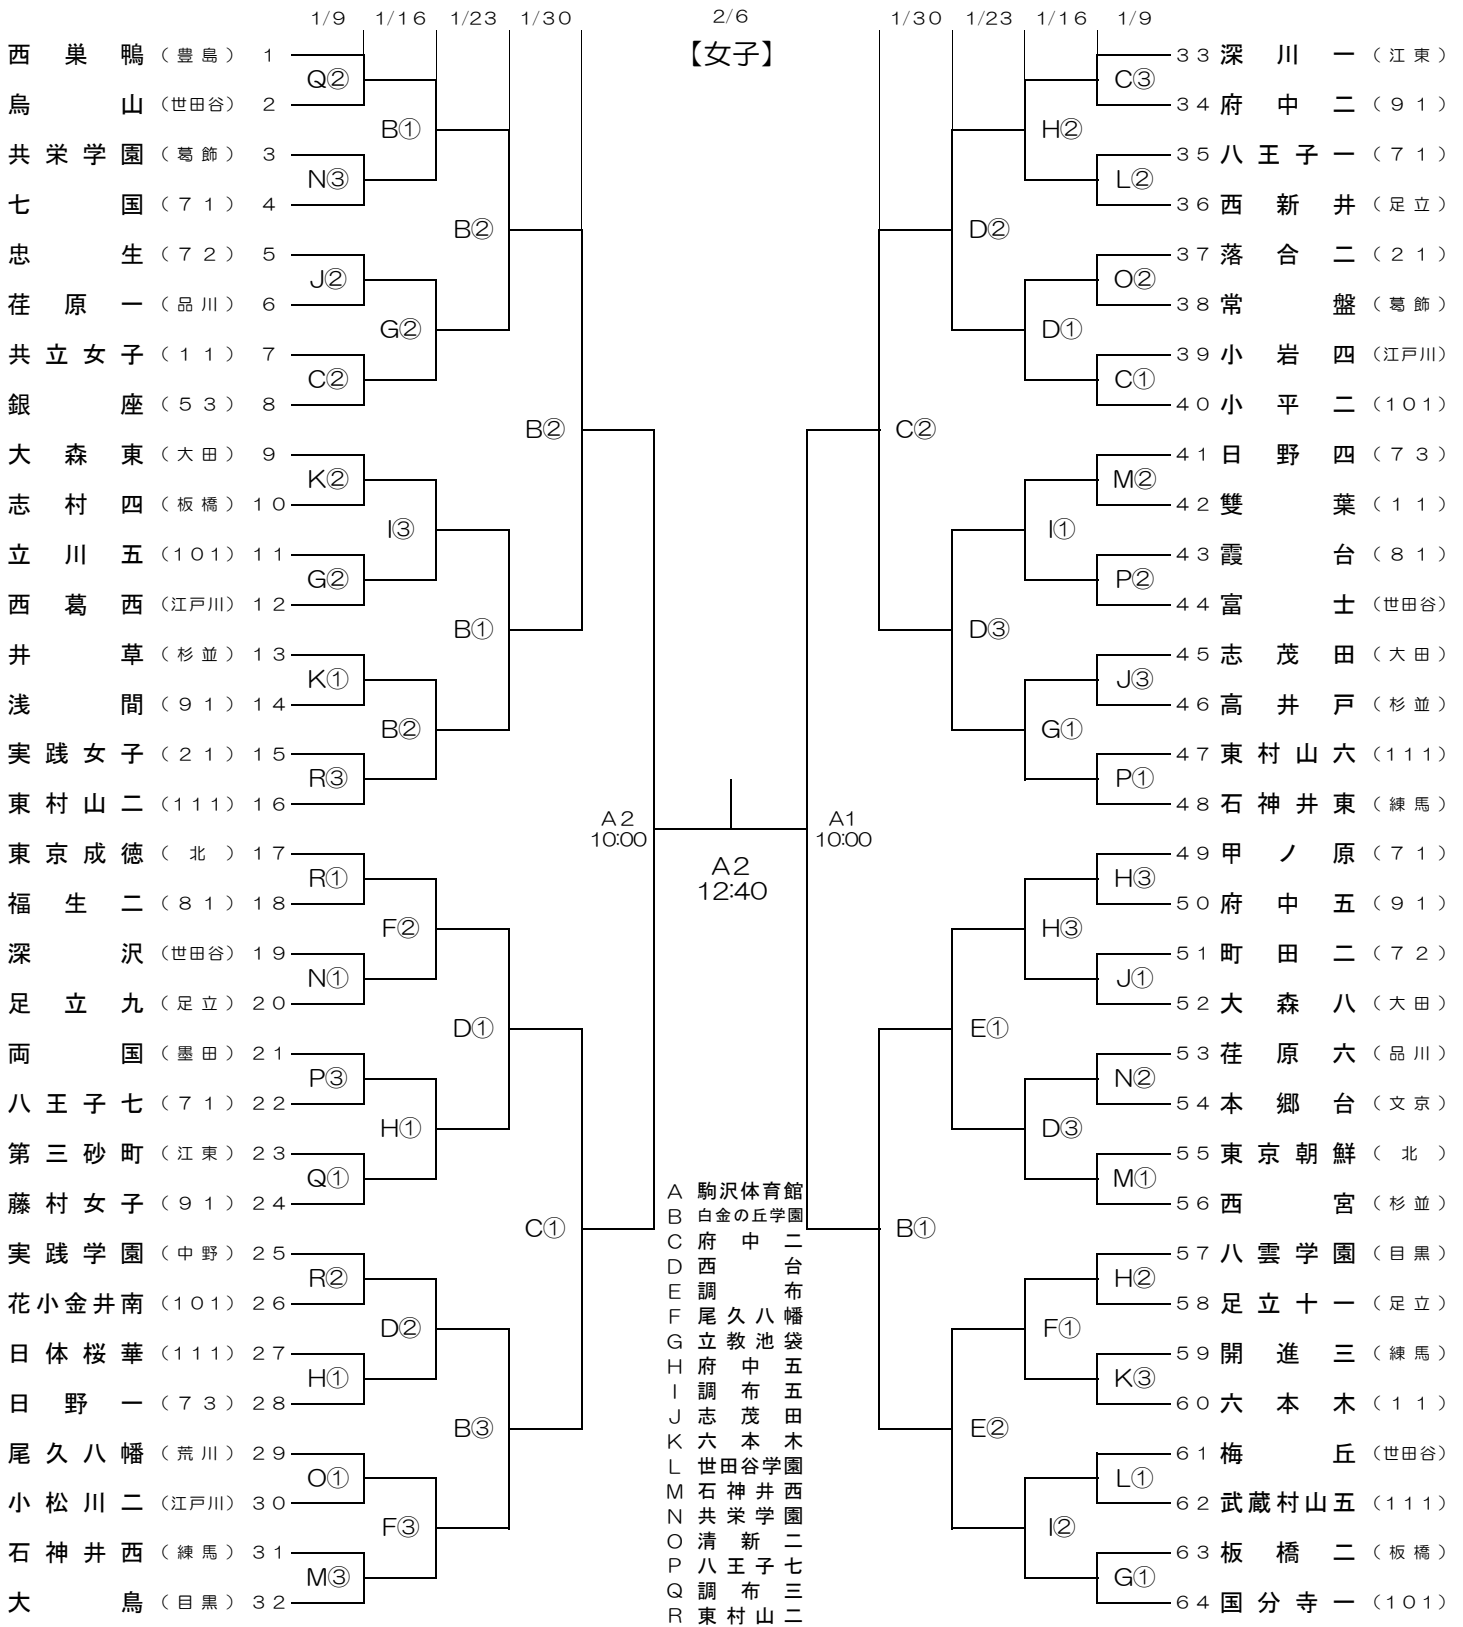 1/9 1/16 1/23 1/30 2/6 1/30 1/23 1/16 1/9
【女子】
西巣鴨（豊島）1
烏山（世田谷）2
共栄学園（葛飾）3
七国（７１）4
忠生（７２）5
荏原一（品川）6
共立女子（１１）7
銀座（５３）8
大森東（大田）9
志村四（板橋）10
立川五（101）11
西葛西（江戸川）12
井草（杉並）13
浅間（９１）14
実践女子（２１）15
東村山二（111）16
東京成徳（北）17
福生二（８１）18
深沢（世田谷）19
足立九（足立）20
両国（墨田）21
八王子七（７１）22
第三砂町（江東）23
藤村女子（９１）24
実践学園（中野）25
花小金井南（101）26
日体桜華（111）27
日野一（７３）28
尾久八幡（荒川）29
小松川二（江戸川）30
石神井西（練馬）31
大鳥（目黒）32
Q②
N③
J②
C②
K②
G②
K①
R③
R①
N①
P③
Q①
R②
H①
O①
M③
B①
G②
I③
B②
F②
H①
D②
F③
B②
B①
D①
B③
B②
C①
A2
10:00
A2
12:40
A1
10:00
A 駒沢体育館
B 白金の丘学園
C 府中二
D 西台
E 調布
F 尾久八幡
G 立教池袋
H 府中五
I 調布五
J 志茂田
K 六本木
L 世田谷学園
M 石神井西
N 共栄学園
O 清新二
P 八王子七
Q 調布三
R 東村山二
C②
B①
D②
D③
E①
E②
H②
D①
I①
G①
H③
D③
F①
I②
C③
L②
O②
C①
M②
P②
J③
P①
H③
J①
N②
M①
H②
K③
L①
G①
33 深川一（江東）
34 府中二（９１）
35 八王子一（７１）
36 西新井（足立）
37 落合二（２１）
38 常盤（葛飾）
39 小岩四（江戸川）
40 小平二（101）
41 日野四（７３）
42 雙葉（１１）
43 霞台（８１）
44 富士（世田谷）
45 志茂田（大田）
46 高井戸（杉並）
47 東村山六（111）
48 石神井東（練馬）
49 甲ノ原（７１）
50 府中五（９１）
51 町田二（７２）
52 大森八（大田）
53 荏原六（品川）
54 本郷台（文京）
55 東京朝鮮（北）
56 西宮（杉並）
57 八雲学園（目黒）
58 足立十一（足立）
59 開進三（練馬）
60 六本木（１１）
61 梅丘（世田谷）
62 武蔵村山五（111）
63 板橋二（板橋）
64 国分寺一（101）